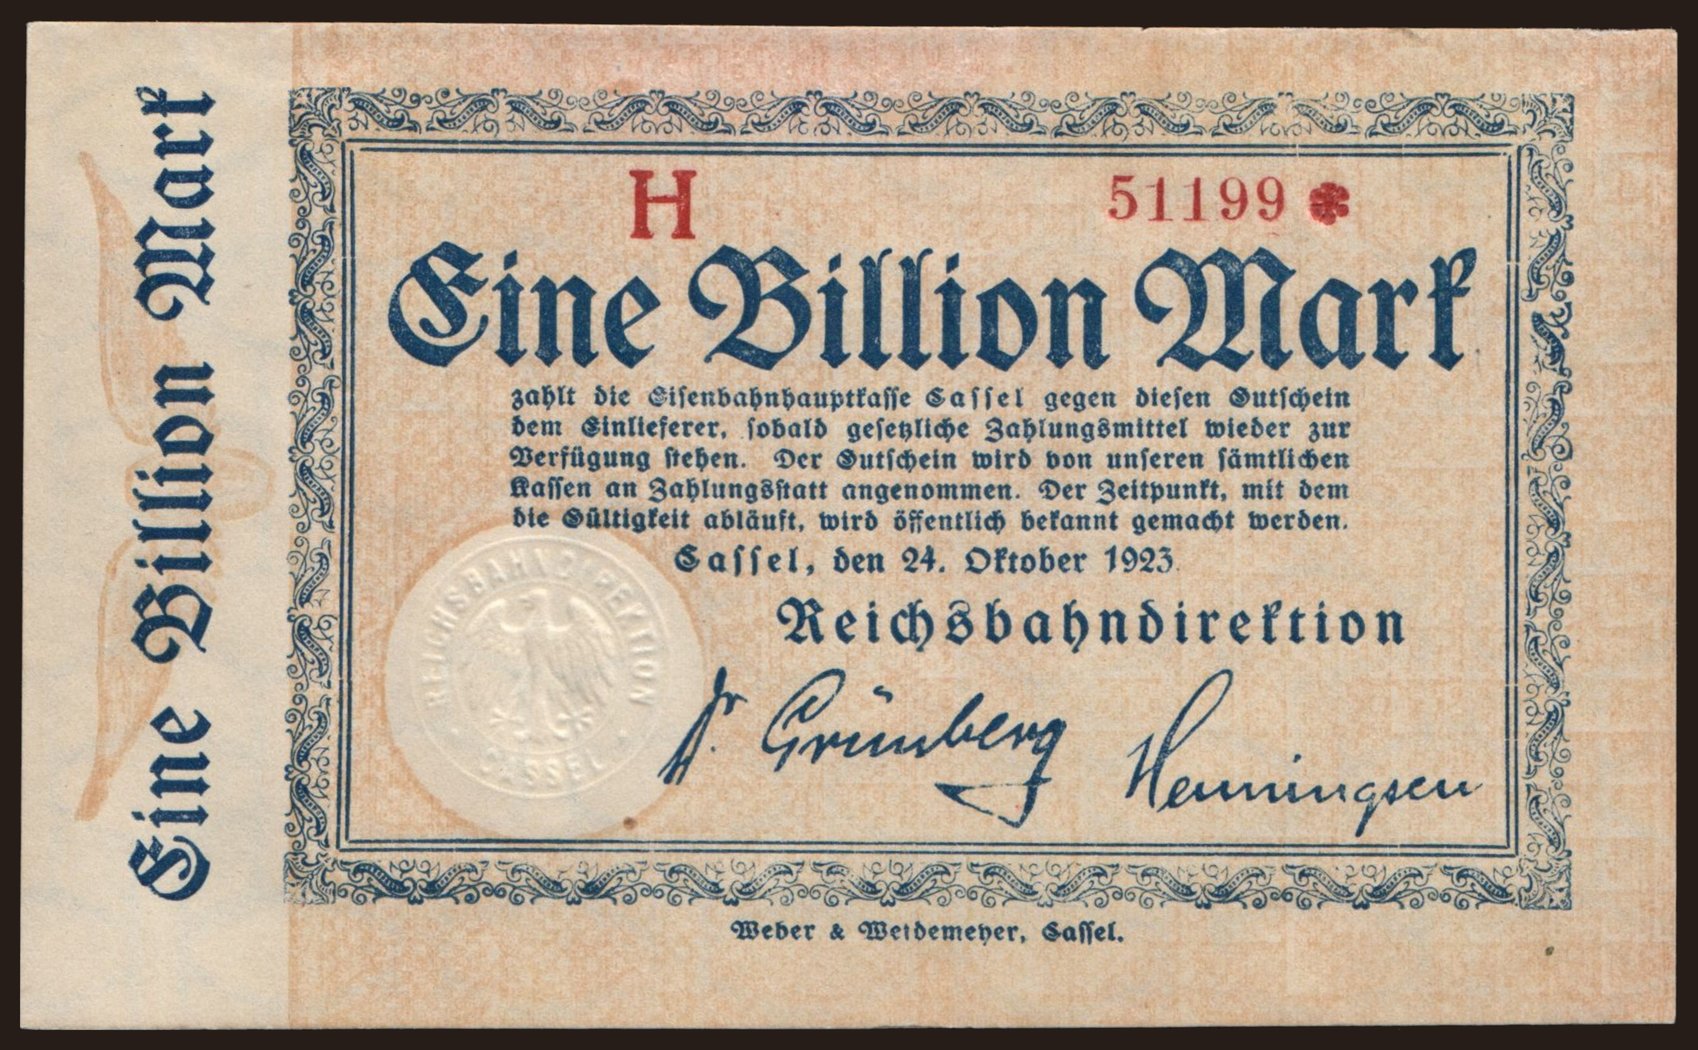 Eine Billion Mark
H 51199
Eine Billion Mark
zahlt die Eisenbahnhauptkasse Cassel gegen diesen Gutschein
dem Einlieferer, sobald gesetzliche Zahlungsmittel wieder zur
Verfügung stehen. Der Gutschein wird von unseren sämtlichen
Kassen an Zahlungsstatt angenommen. Der Zeitpunkt, mit dem
die Gültigkeit abläuft, wird öffentlich bekannt gemacht werden.
Cassel, den 24. Oktober 1923.
Reichsbahndirektion
REICHSBAHNDIREKTION
CASSEL
Dr. Grünberg Henningsen
Weber & Weidemeyer, Cassel.